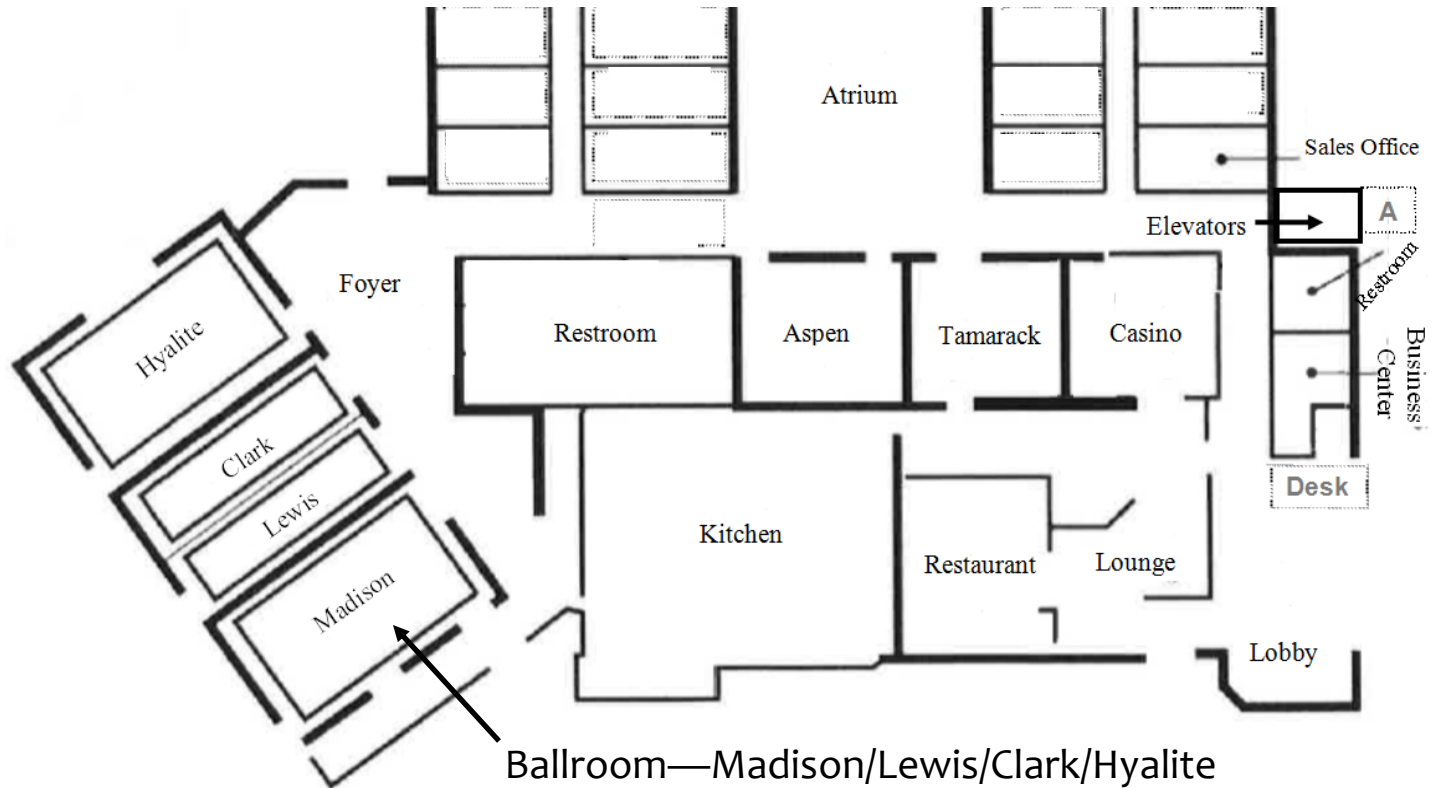 Atrium
Sales Office
A
Elevators
Restroom
Foyer
Hyalite
Restroom
Aspen
Tamarack
Casino
Business
Center
Clark
Lewis
Desk
Kitchen
Restaurant
Lounge
Madison
Lobby
Ballroom—Madison/Lewis/Clark/Hyalite